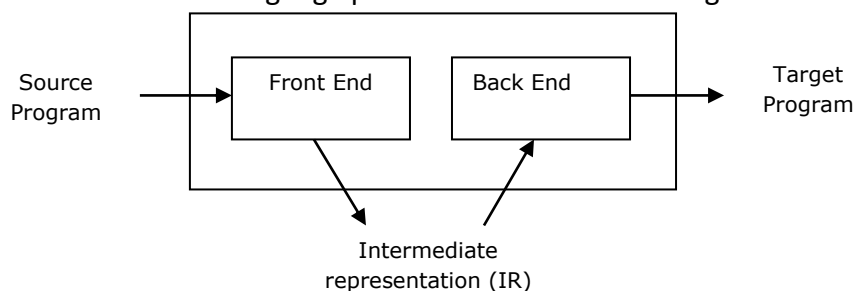 Source
Program
Front End
Back End
Target
Program
Intermediate
representation (IR)